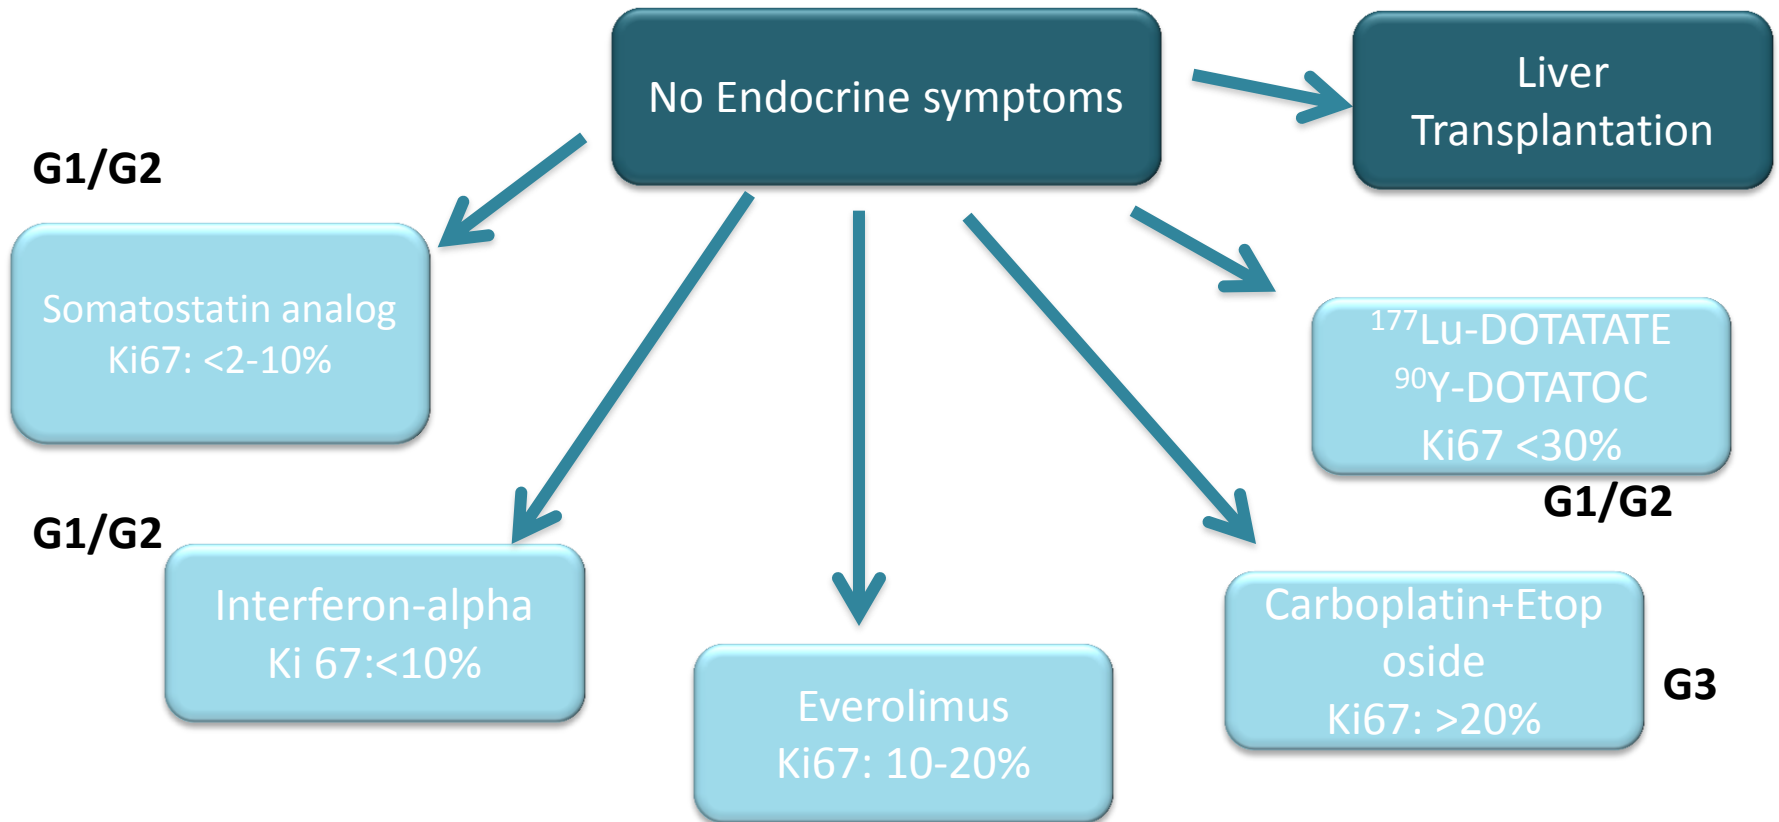 No Endocrine symptoms
Liver
Transplantation
G1/G2
Somatostatin analog
Ki67: <2-10%
¹⁷⁷Lu-DOTATATE
⁹⁰Y-DOTATOC
Ki67 <30%
G1/G2
G1/G2
Interferon-alpha
Ki 67:<10%
Everolimus
Ki67: 10-20%
Carboplatin+Etop
oside
Ki67: >20%
G3